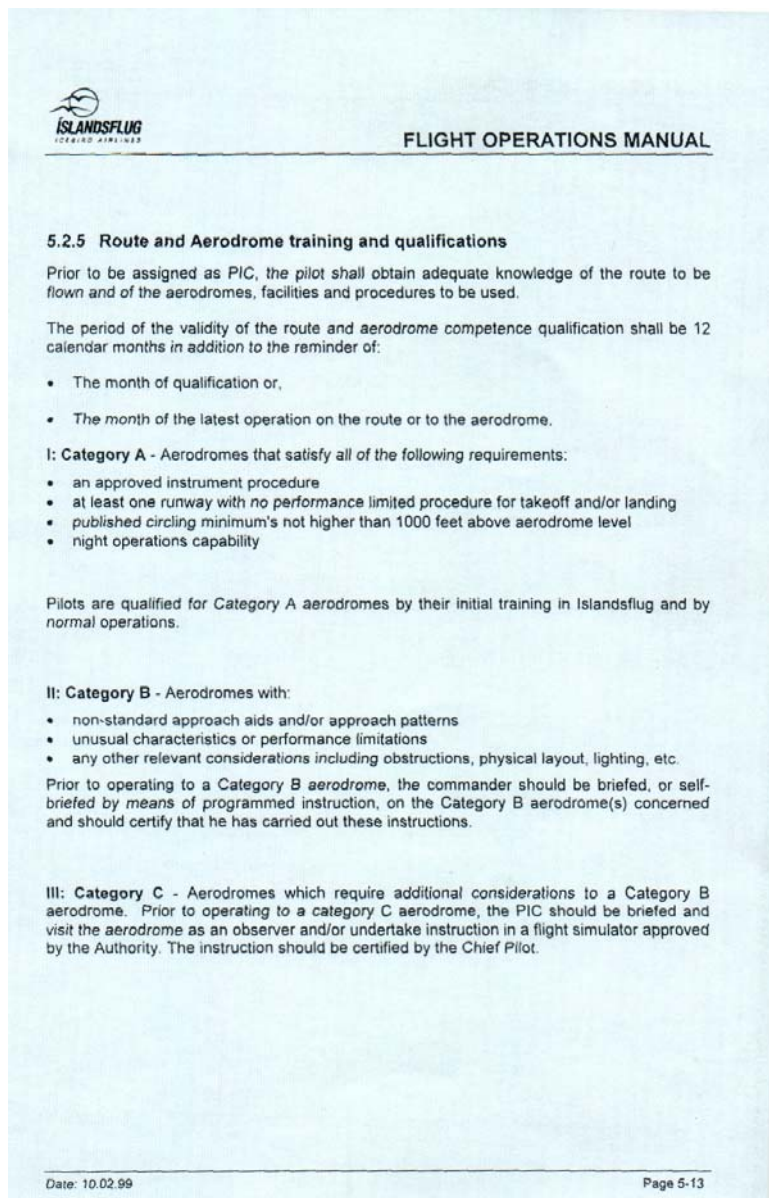 ÍSLANDSFLUG
ICEBIRD AIRLINES
FLIGHT OPERATIONS MANUAL
5.2.5 Route and Aerodrome training and qualifications
Prior to be assigned as PIC, the pilot shall obtain adequate knowledge of the route to be
flown and of the aerodromes, facilities and procedures to be used.
The period of the validity of the route and aerodrome competence qualification shall be 12
calendar months in addition to the reminder of:
• The month of qualification or,
• The month of the latest operation on the route or to the aerodrome.
I: Category A - Aerodromes that satisfy all of the following requirements:
• an approved instrument procedure
• at least one runway with no performance limited procedure for takeoff and/or landing
• published circling minimum's not higher than 1000 feet above aerodrome level
• night operations capability
Pilots are qualified for Category A aerodromes by their initial training in Islandsflug and by
normal operations.
II: Category B - Aerodromes with:
• non-standard approach aids and/or approach patterns
• unusual characteristics or performance limitations
• any other relevant considerations including obstructions, physical layout, lighting, etc.
Prior to operating to a Category B aerodrome, the commander should be briefed, or self-
briefed by means of programmed instruction, on the Category B aerodrome(s) concerned
and should certify that he has carried out these instructions.
III: Category C - Aerodromes which require additional considerations to a Category B
aerodrome. Prior to operating to a category C aerodrome, the PIC should be briefed and
visit the aerodrome as an observer and/or undertake instruction in a flight simulator approved
by the Authority. The instruction should be certified by the Chief Pilot.
Date: 10.02.99
Page 5-13